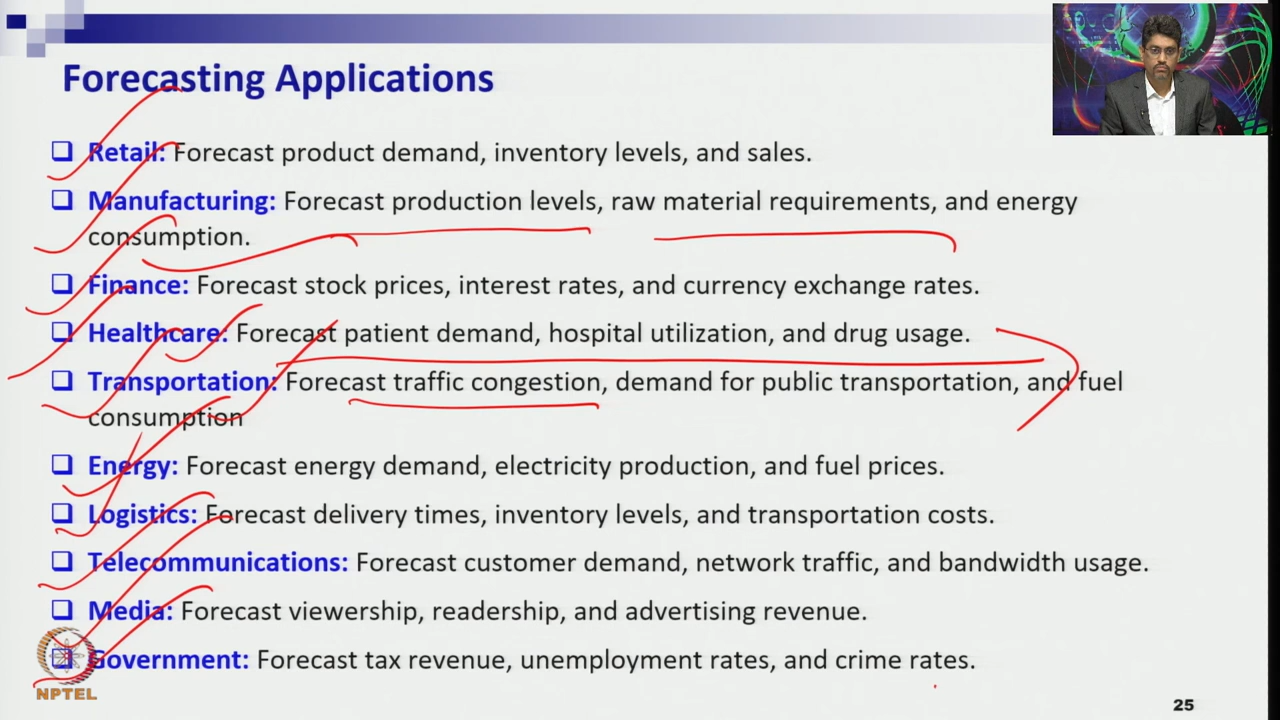 Forecasting Applications
Retail: Forecast product demand, inventory levels, and sales.
Manufacturing: Forecast production levels, raw material requirements, and energy
consumption.
Finance: Forecast stock prices, interest rates, and currency exchange rates.
Healthcare: Forecast patient demand, hospital utilization, and drug usage.
Transportation: Forecast traffic congestion, demand for public transportation, and fuel
consumption
Energy: Forecast energy demand, electricity production, and fuel prices.
Logistics: Forecast delivery times, inventory levels, and transportation costs.
Telecommunications: Forecast customer demand, network traffic, and bandwidth usage.
Media: Forecast viewership, readership, and advertising revenue.
Government: Forecast tax revenue, unemployment rates, and crime rates.
NPTEL
25